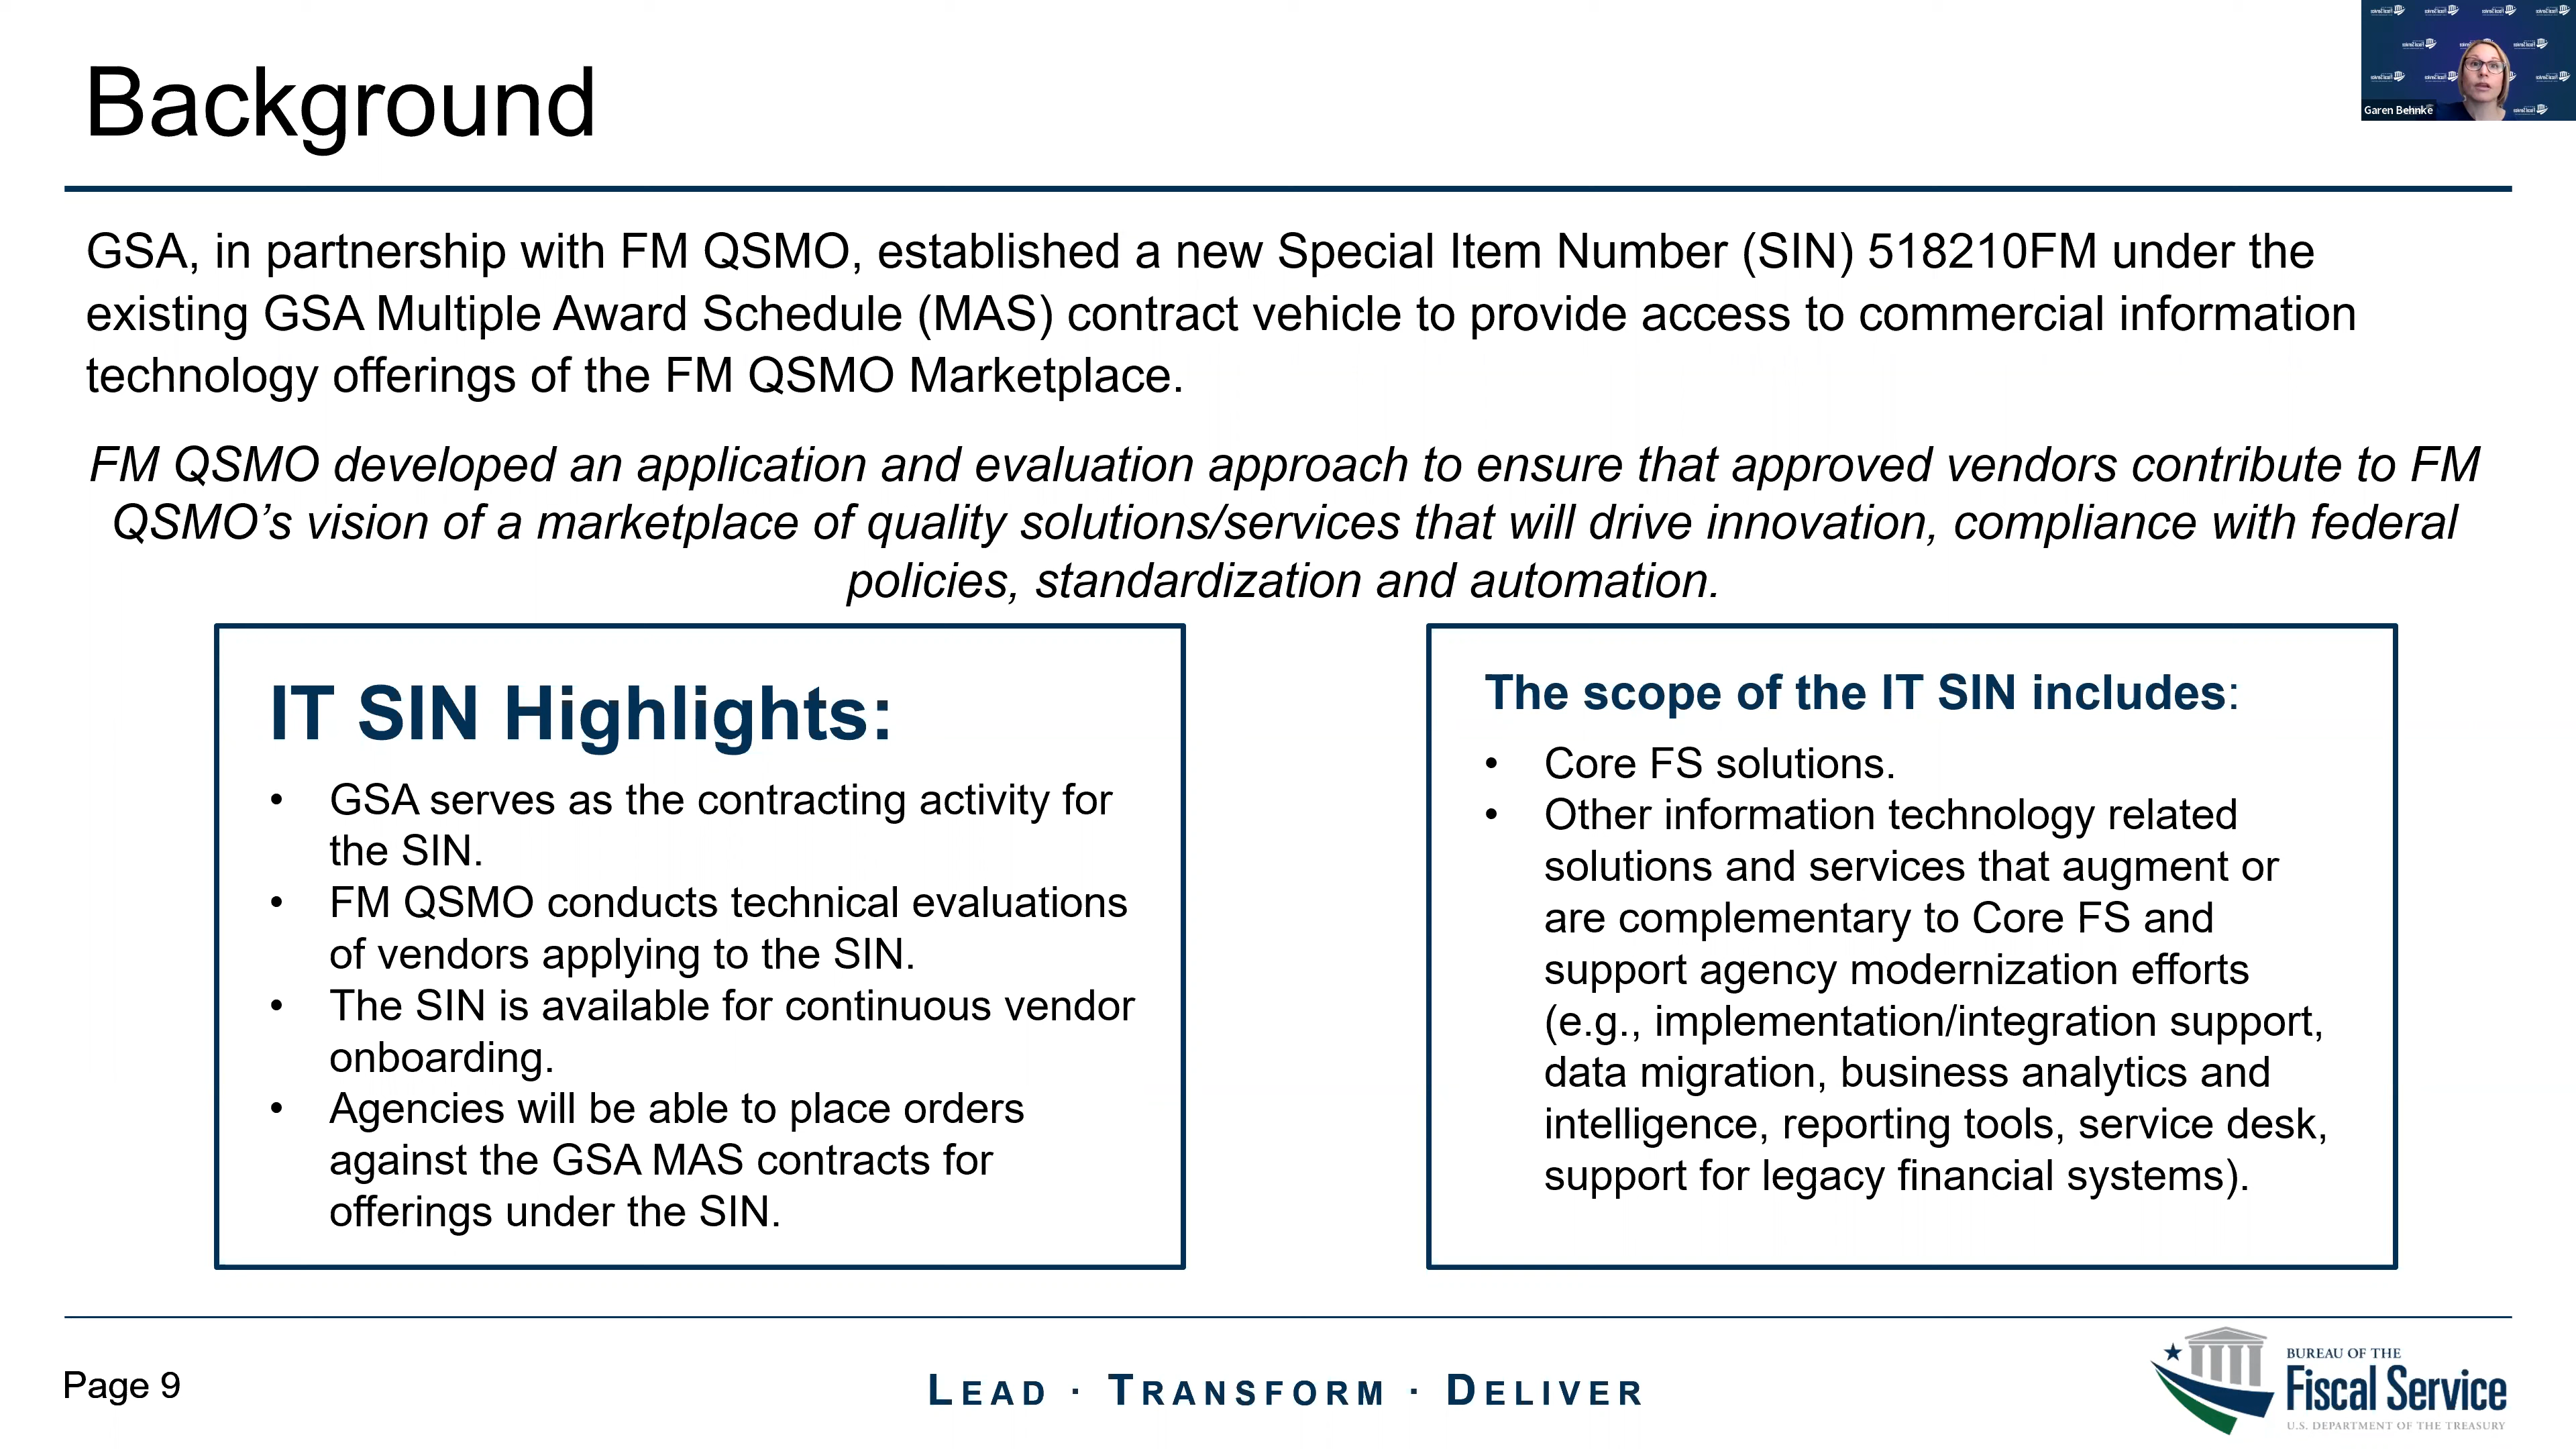 Background
Garen Behnke
GSA, in partnership with FM QSMO, established a new Special Item Number (SIN) 518210FM under the
existing GSA Multiple Award Schedule (MAS) contract vehicle to provide access to commercial information
technology offerings of the FM QSMO Marketplace.
FM QSMO developed an application and evaluation approach to ensure that approved vendors contribute to FM
QSMO’s vision of a marketplace of quality solutions/services that will drive innovation, compliance with federal
policies, standardization and automation.
IT SIN Highlights:
• GSA serves as the contracting activity for
the SIN.
• FM QSMO conducts technical evaluations
of vendors applying to the SIN.
• The SIN is available for continuous vendor
onboarding.
• Agencies will be able to place orders
against the GSA MAS contracts for
offerings under the SIN.
The scope of the IT SIN includes:
• Core FS solutions.
• Other information technology related
solutions and services that augment or
are complementary to Core FS and
support agency modernization efforts
(e.g., implementation/integration support,
data migration, business analytics and
intelligence, reporting tools, service desk,
support for legacy financial systems).
Page 9
LEAD · TRANSFORM · DELIVER
BUREAU OF THE
Fiscal Service
U.S. DEPARTMENT OF THE TREASURY